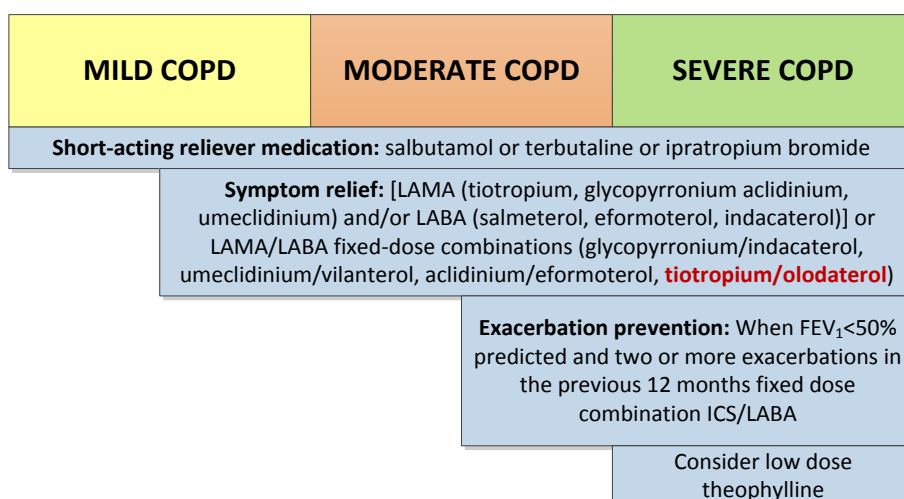 MILD COPD
MODERATE COPD
SEVERE COPD
Short-acting reliever medication: salbutamol or terbutaline or ipratropium bromide
Symptom relief: [LAMA (tiotropium, glycopyrronium aclidinium,
umeclidinium) and/or LABA (salmeterol, eformoterol, indacaterol)] or
LAMA/LABA fixed-dose combinations (glycopyrronium/indacaterol,
umeclidinium/vilanterol, aclidinium/eformoterol, tiotropium/olodaterol)
Exacerbation prevention: When FEV₁<50%
predicted and two or more exacerbations in
the previous 12 months fixed dose
combination ICS/LABA
Consider low dose
theophylline